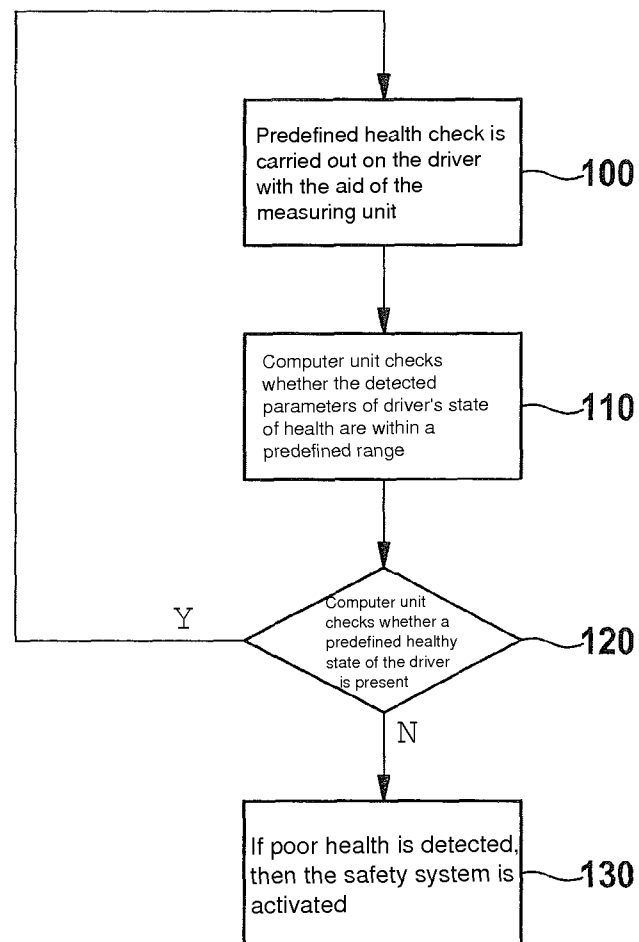 Predefined health check is
carried out on the driver
with the aid of the
measuring unit
100
Computer unit checks
whether the detected
parameters of driver's state
of health are within a
predefined range
110
Computer unit
checks whether a
predefined healthy
state of the driver
is present
120
Y
N
If poor health is detected,
then the safety system is
activated
130